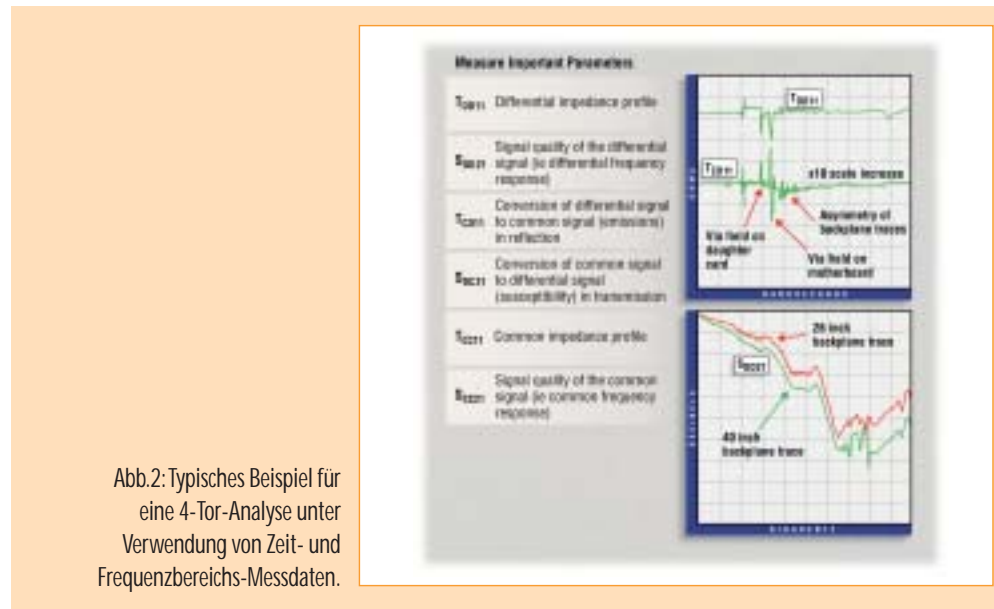 Measure Important Parameters
T Differential impedance profile
Signal quality of the differential
signal (ie differential frequency
response)
Conversion of differential signal
to common signal (emissions)
in reflection
Conversion of common signal
to differential signal
(susceptibility) in transmission
Common impedance profile
Signal quality of the common
signal (ie common frequency
response)
x10 scale increase
Asymmetry of
backplane traces
Via field on
daughter
card
Via field on
motherboard
26 inch
backplane trace
40 inch
backplane trace
Abb.2: Typisches Beispiel für
eine 4-Tor-Analyse unter
Verwendung von Zeit- und
Frequenzbereichs-Messdaten.